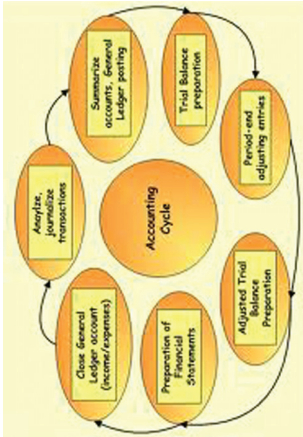 Accounting
Cycle
Anaylze,
journalize
transactions
Summarize
accounts, General
Ledger posting
Trial Balance
preparation
Period-end
adjusting entries
Adjusted Trial
Balance
Preparation
Preparation of
Financial
Statements
Close General
Ledger account
(income/expenses)